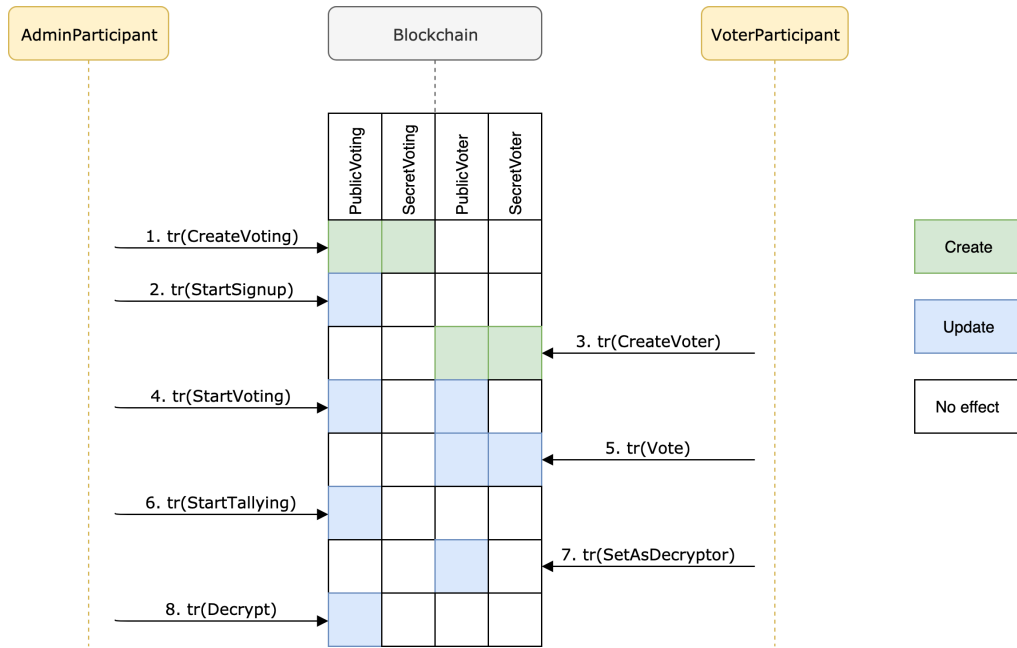 AdminParticipant
Blockchain
VoterParticipant
PublicVoting
SecretVoting
PublicVoter
SecretVoter
1. tr(CreateVoting)
Create
2. tr(StartSignup)
Update
3. tr(CreateVoter)
4. tr(StartVoting)
No effect
5. tr(Vote)
6. tr(StartTallying)
7. tr(SetAsDecryptor)
8. tr(Decrypt)